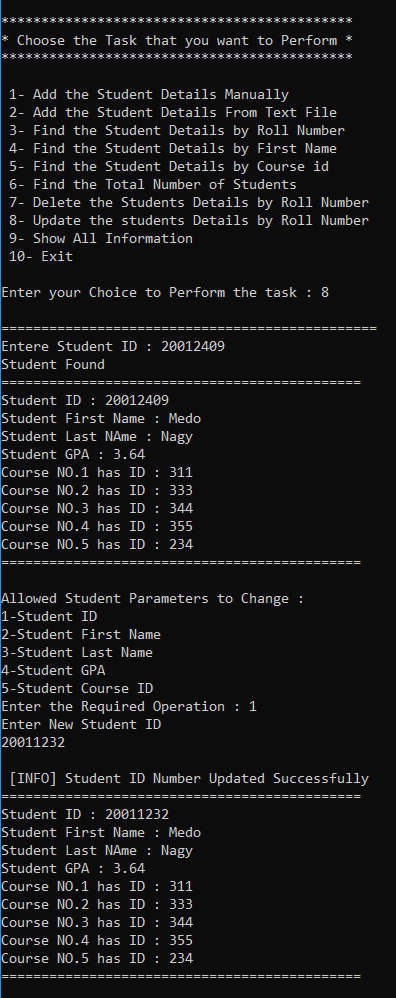 ********************************************
* Choose the Task that you want to Perform *
********************************************
1- Add the Student Details Manually
2- Add the Student Details From Text File
3- Find the Student Details by Roll Number
4- Find the Student Details by First Name
5- Find the Student Details by Course id
6- Find the Total Number of Students
7- Delete the Students Details by Roll Number
8- Update the students Details by Roll Number
9- Show All Information
10- Exit
Enter your Choice to Perform the task : 8
===============================================
Entere Student ID : 20012409
Student Found
=============================================
Student ID : 20012409
Student First Name : Medo
Student Last NAme : Nagy
Student GPA : 3.64
Course NO.1 has ID : 311
Course NO.2 has ID : 333
Course NO.3 has ID : 344
Course NO.4 has ID : 355
Course NO.5 has ID : 234
=============================================
Allowed Student Parameters to Change :
1-Student ID
2-Student First Name
3-Student Last Name
4-Student GPA
5-Student Course ID
Enter the Required Operation : 1
Enter New Student ID
20011232
[INFO] Student ID Number Updated Successfully
=============================================
Student ID : 20011232
Student First Name : Medo
Student Last NAme : Nagy
Student GPA : 3.64
Course NO.1 has ID : 311
Course NO.2 has ID : 333
Course NO.3 has ID : 344
Course NO.4 has ID : 355
Course NO.5 has ID : 234
=============================================